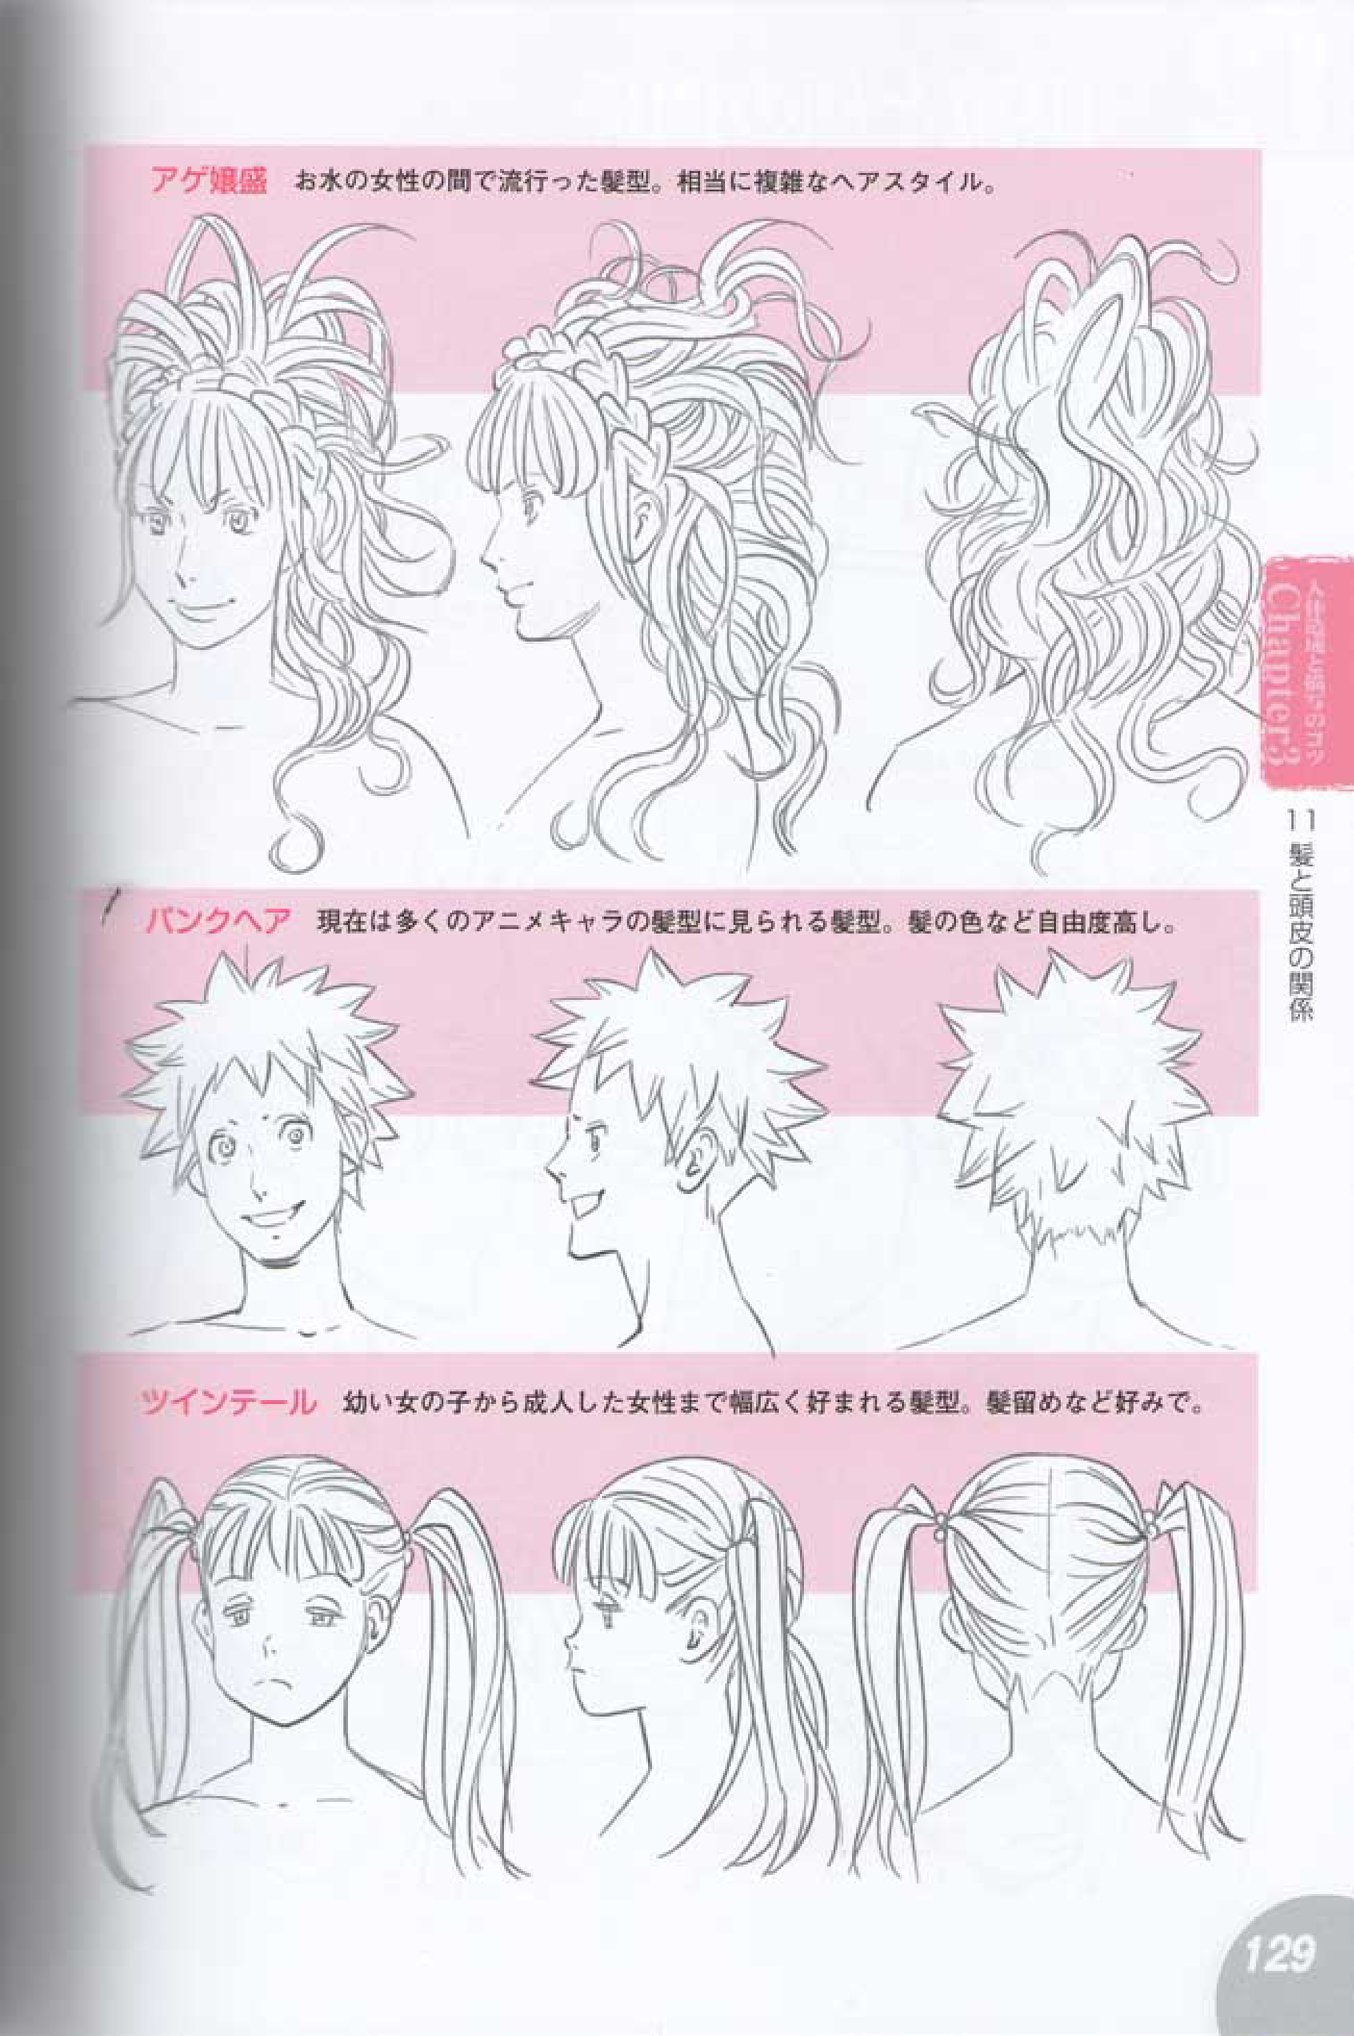 アゲ嬢盛 お水の女性の間で流行った髪型。相当に複雑なヘアスタイル。
パンクヘア 現在は多くのアニメキャラの髪型に見られる髪型。髪の色など自由度高し。
ツインテール 幼い女の子から成人した女性まで幅広く好まれる髪型。髪留めなど好みで。
Chapter3
11 髪と頭皮の関係
129